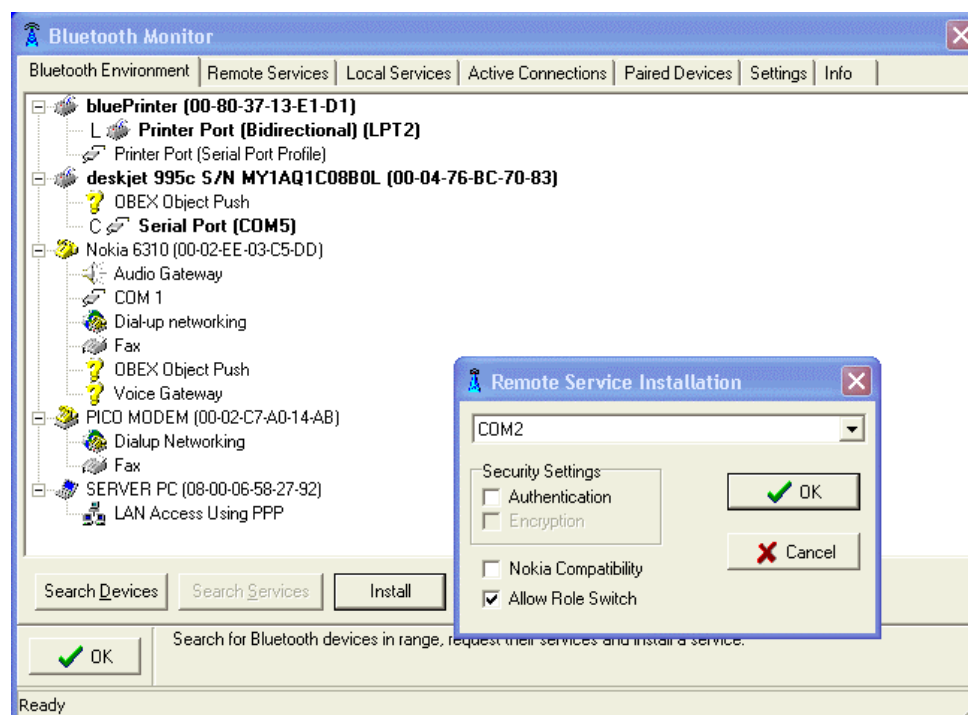 Bluetooth Monitor
Bluetooth Environment Remote Services Local Services Active Connections Paired Devices Settings Info
bluePrinter (00-80-37-13-E1-D1)
L Printer Port (Bidirectional) (LPT2)
Printer Port (Serial Port Profile)
deskjet 995c S/N MY1AQ1C08B0L (00-04-76-BC-70-83)
OBEX Object Push
C Serial Port (COM5)
Nokia 6310 (00-02-EE-03-C5-DD)
Audio Gateway
COM 1
Dial-up networking
Fax
OBEX Object Push
Voice Gateway
PICO MODEM (00-02-C7-A0-14-AB)
Dialup Networking
Fax
SERVER PC (08-00-06-58-27-92)
LAN Access Using PPP
Search Devices Search Services Install
Remote Service Installation
COM2
Security Settings
Authentication
Encryption
OK
Cancel
Nokia Compatibility
Allow Role Switch
OK
Search for Bluetooth devices in range, request their services and install a service.
Ready